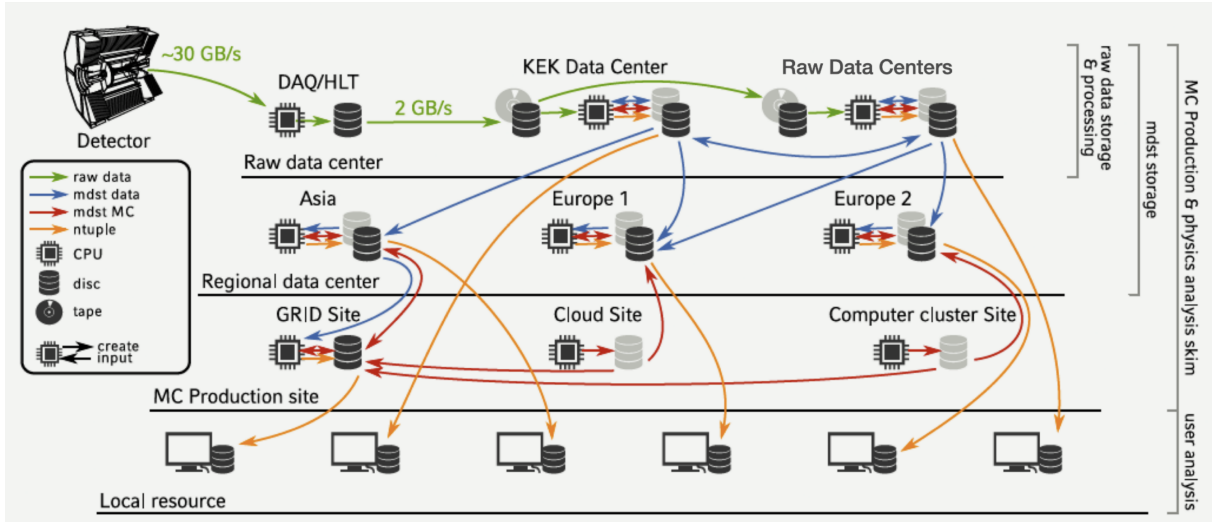 ~30 GB/s
Detector
DAQ/HLT
2 GB/s
KEK Data Center
Raw Data Centers
Raw data center
raw data
mdst data
mdst MC
ntuple
CPU
disc
tape
create
input
Asia
Europe 1
Europe 2
Regional data center
GRID Site
Cloud Site
Computer cluster Site
MC Production site
Local resource
raw data storage
& processing
mdst storage
MC Production & physics analysis skim
user analysis